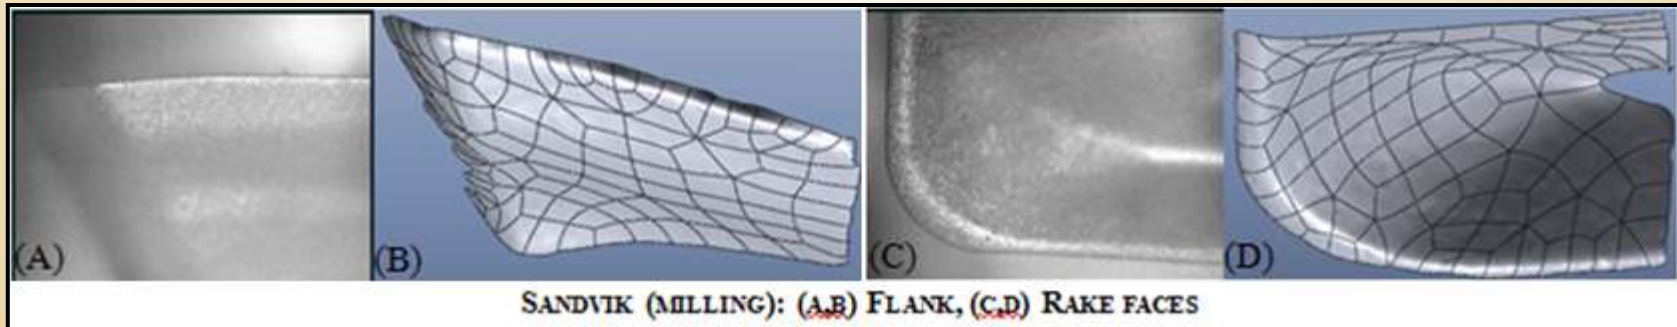 (A) (B) (C) (D)
SANDVIK (MILLING): (A,B) FLANK, (C,D) RAKE FACES